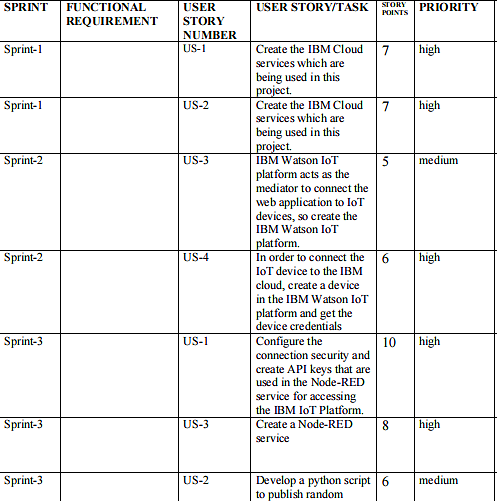 SPRINT FUNCTIONAL REQUIREMENT USER STORY NUMBER USER STORY/TASK STORY POINTS PRIORITY
Sprint-1 US-1 Create the IBM Cloud 7 high
services which are
being used in this
project.
Sprint-1 US-2 Create the IBM Cloud 7 high
services which are
being used in this
project.
Sprint-2 US-3 IBM Watson IoT 5 medium
platform acts as the
mediator to connect the
web application to IoT
devices, so create the
IBM Watson IoT
platform.
Sprint-2 US-4 In order to connect the 6 high
IoT device to the IBM
cloud, create a device
in the IBM Watson IoT
platform and get the
device credentials
Sprint-3 US-1 Configure the 10 high
connection security and
create API keys that are
used in the Node-RED
service for accessing
the IBM IoT Platform.
Sprint-3 US-3 Create a Node-RED 8 high
service
Sprint-3 US-2 Develop a python script 6 medium
to publish random